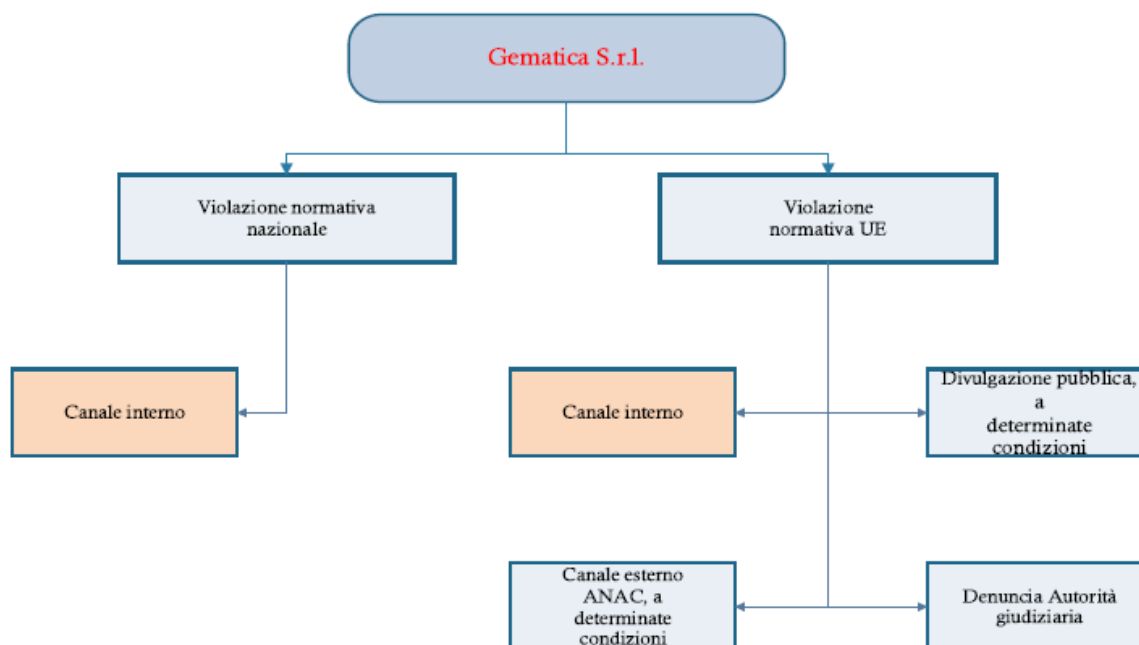 Gematica S.r.l.
Violazione normativa
nazionale
Violazione
normativa UE
Canale interno
Canale interno
Divulgazione pubblica,
a
determinate
condizioni
Canale esterno
ANAC, a
determinate
condizioni
Denuncia Autorità
giudiziaria